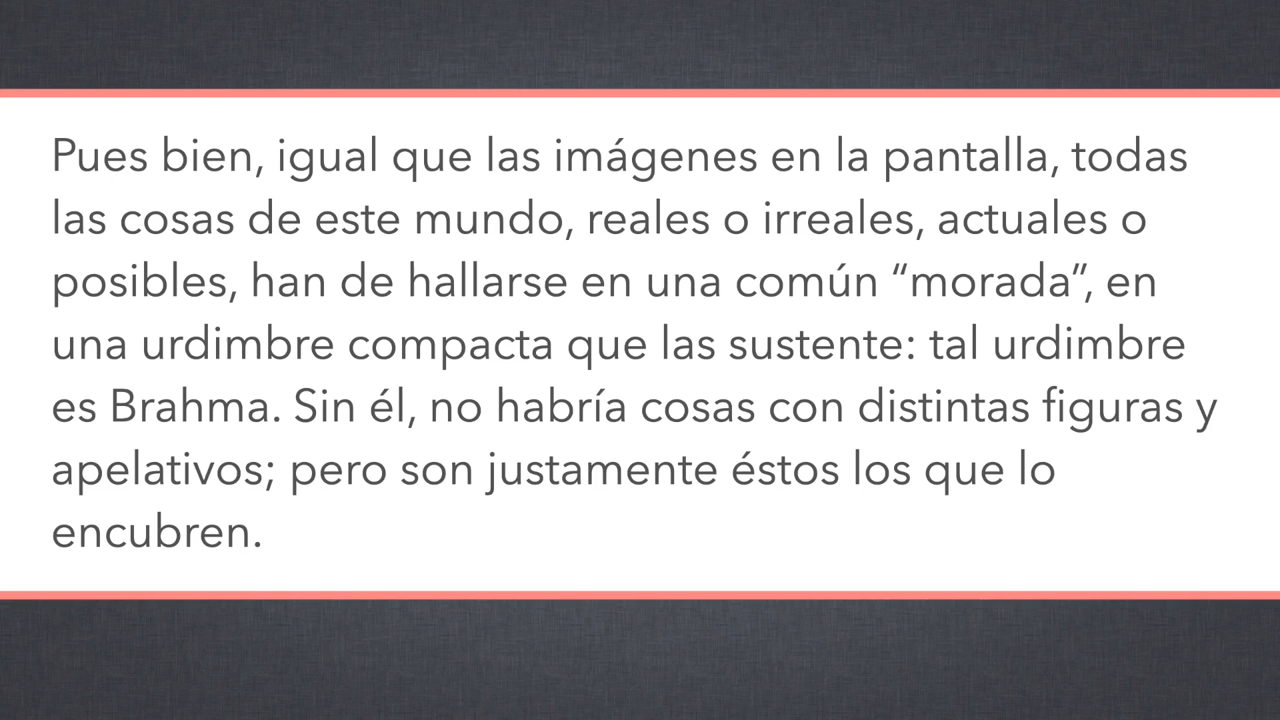 Pues bien, igual que las imágenes en la pantalla, todas
las cosas de este mundo, reales o irreales, actuales o
posibles, han de hallarse en una común “morada”, en
una urdimbre compacta que las sustente: tal urdimbre
es Brahma. Sin él, no habría cosas con distintas figuras y
apelativos; pero son justamente éstos los que lo
encubren.